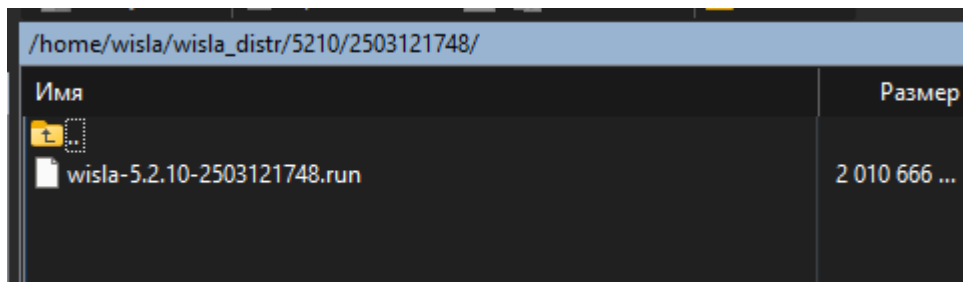 /home/wisla/wisla_distr/5210/2503121748/
Имя Размер
..
wisla-5.2.10-2503121748.run 2 010 666 ...